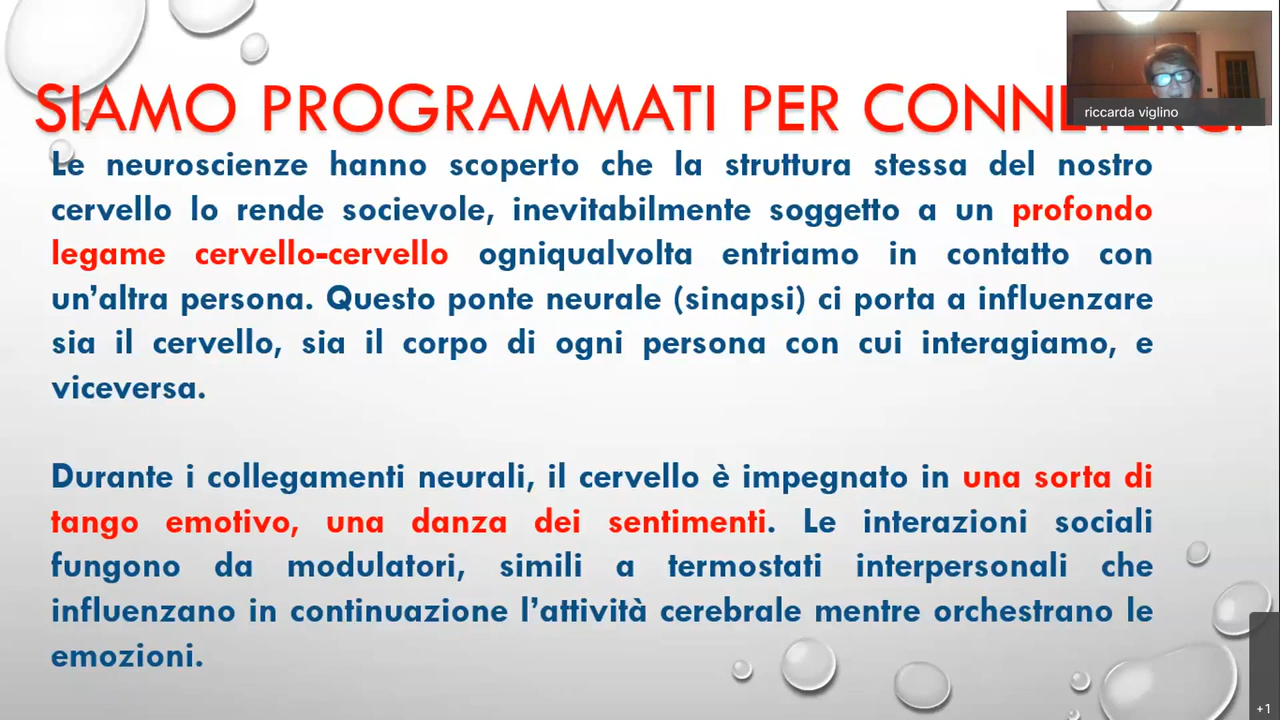 SIAMO PROGRAMMATI PER CONNETTERCI
riccarda viglino
Le neuroscienze hanno scoperto che la struttura stessa del nostro
cervello lo rende socievole, inevitabilmente soggetto a un profondo
legame cervello-cervello ogniqualvolta entriamo in contatto con
un’altra persona. Questo ponte neurale (sinapsi) ci porta a influenzare
sia il cervello, sia il corpo di ogni persona con cui interagiamo, e
viceversa.
Durante i collegamenti neurali, il cervello è impegnato in una sorta di
tango emotivo, una danza dei sentimenti. Le interazioni sociali
fungono da modulatori, simili a termostati interpersonali che
influenzano in continuazione l’attività cerebrale mentre orchestrano le
emozioni.
+1